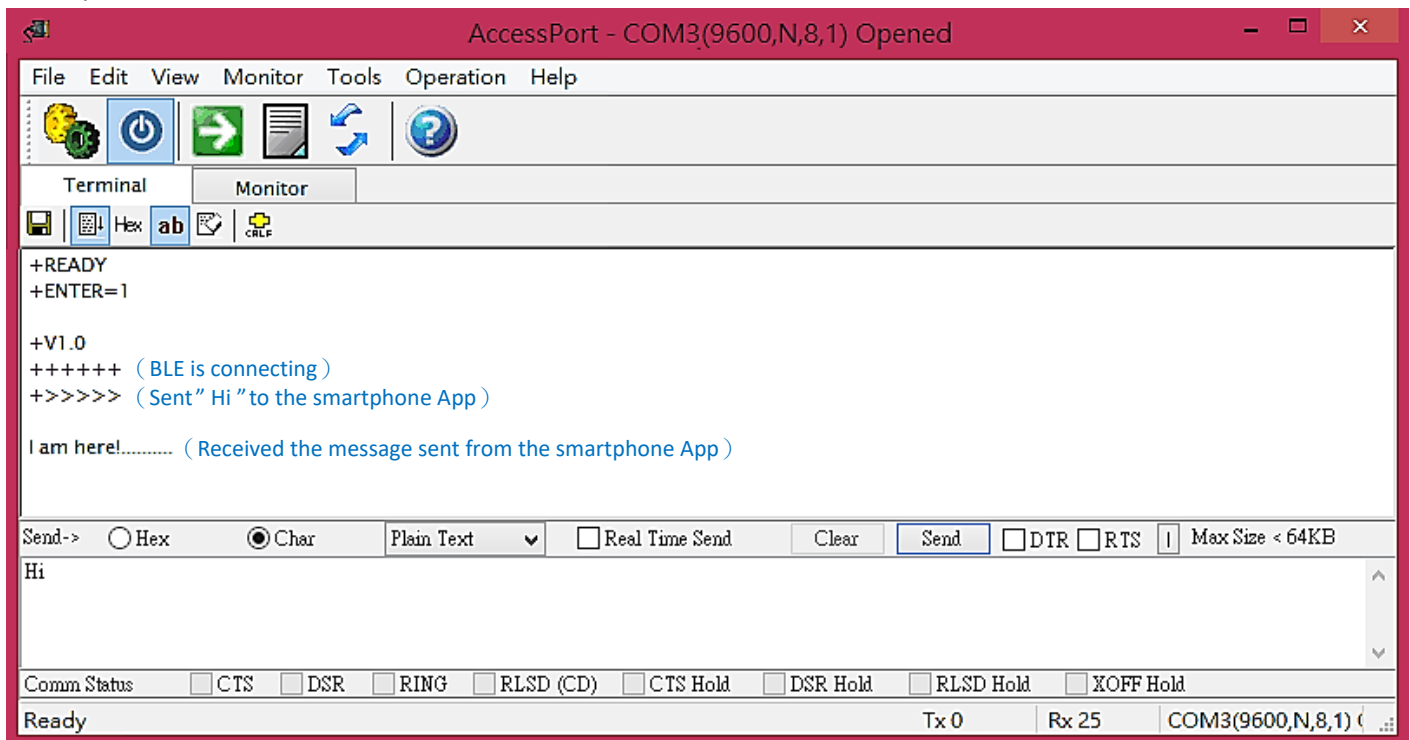 AccessPort - COM3(9600,N,8,1) Opened
File Edit View Monitor Tools Operation Help
Terminal Monitor
Hex ab CRLF
+READY
+ENTER=1
+V1.0
++++++ （BLE is connecting）
+>>>>> （Sent” Hi ”to the smartphone App）
I am here!.......... （Received the message sent from the smartphone App）
Send-> Hex Char Plain Text Real Time Send Clear Send DTR RTS | Max Size < 64KB
Hi
Comm Status CTS DSR RING RLSD (CD) CTS Hold DSR Hold RLSD Hold XOFF Hold
Ready Tx 0 Rx 25 COM3(9600,N,8,1) (